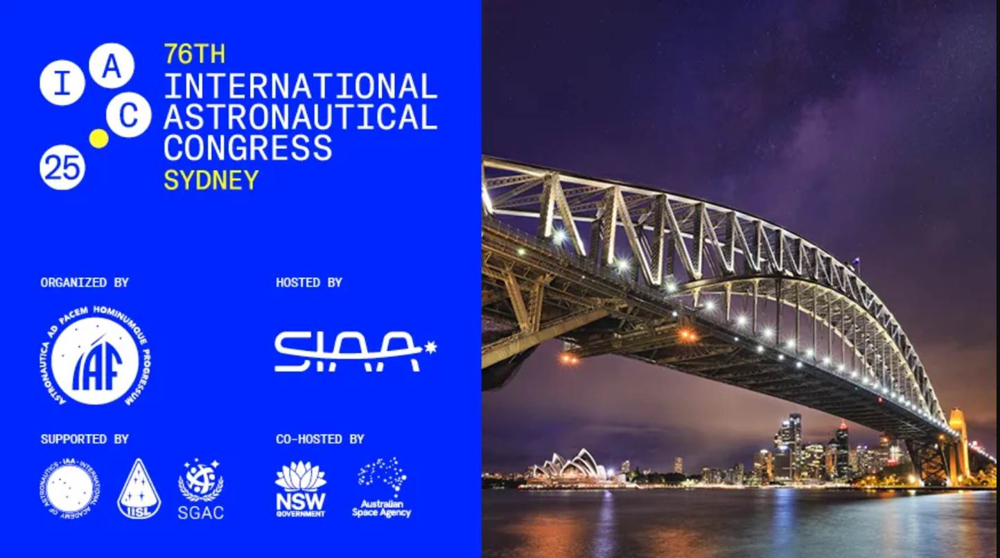 I A C 25
76TH
INTERNATIONAL
ASTRONAUTICAL
CONGRESS
SYDNEY
ORGANIZED BY
ASTRONAUTICA AD PACEM HOMINUMQUE PROGRESSUM
IAF
HOSTED BY
SIAA
SUPPORTED BY
INTERNATIONAL ACADEMY OF ASTRONAUTICS · IAA ·
IISL
SGAC
CO-HOSTED BY
NSW
GOVERNMENT
Australian
Space Agency